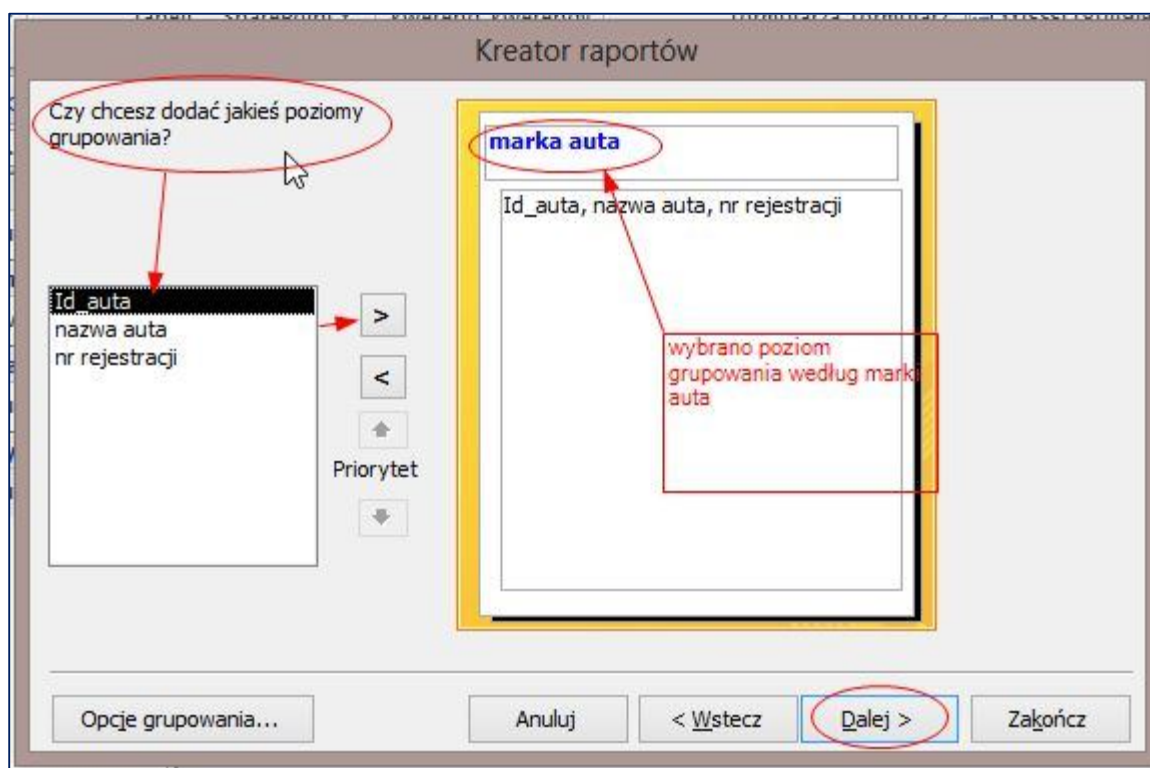 Kreator raportów
Czy chcesz dodać jakieś poziomy
grupowania?
marka auta
Id_auta, nazwa auta, nr rejestracji
Id_auta
nazwa auta
nr rejestracji
>
<
Priorytet
wybrano poziom
grupowania według marki
auta
Opcje grupowania...
Anuluj
< Wstecz
Dalej >
Zakończ